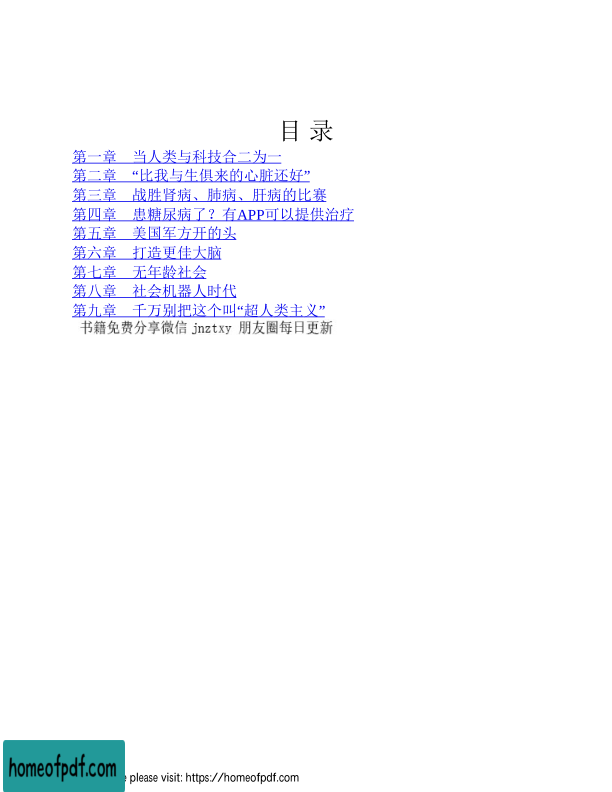 目 录
第一章 当人类与科技合二为一
第二章 “比我与生俱来的心脏还好”
第三章 战胜肾病、肺病、肝病的比赛
第四章 患糖尿病了？有APP可以提供治疗
第五章 美国军方开的头
第六章 打造更佳大脑
第七章 无年龄社会
第八章 社会机器人时代
第九章 千万别把这个叫“超人类主义”
书籍免费分享微信 jnztxy 朋友圈每日更新
homeofpdf.com
please visit: https://homeofpdf.com